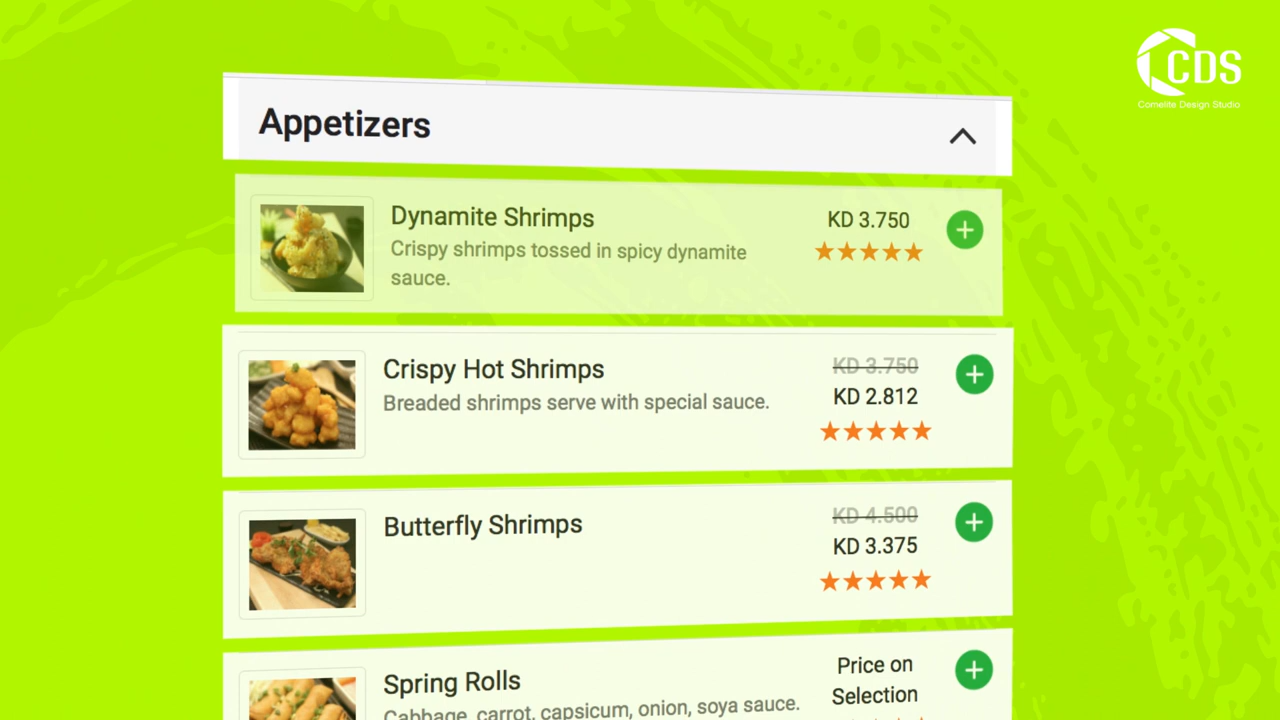 CDS
Comelite Design Studio
Appetizers
Dynamite Shrimps
KD 3.750
Crispy shrimps tossed in spicy dynamite
sauce.
Crispy Hot Shrimps
KD 3.750
KD 2.812
Breaded shrimps serve with special sauce.
Butterfly Shrimps
KD 4.500
KD 3.375
Spring Rolls
Price on
Selection
Cabbage, carrot, capsicum, onion, soya sauce.